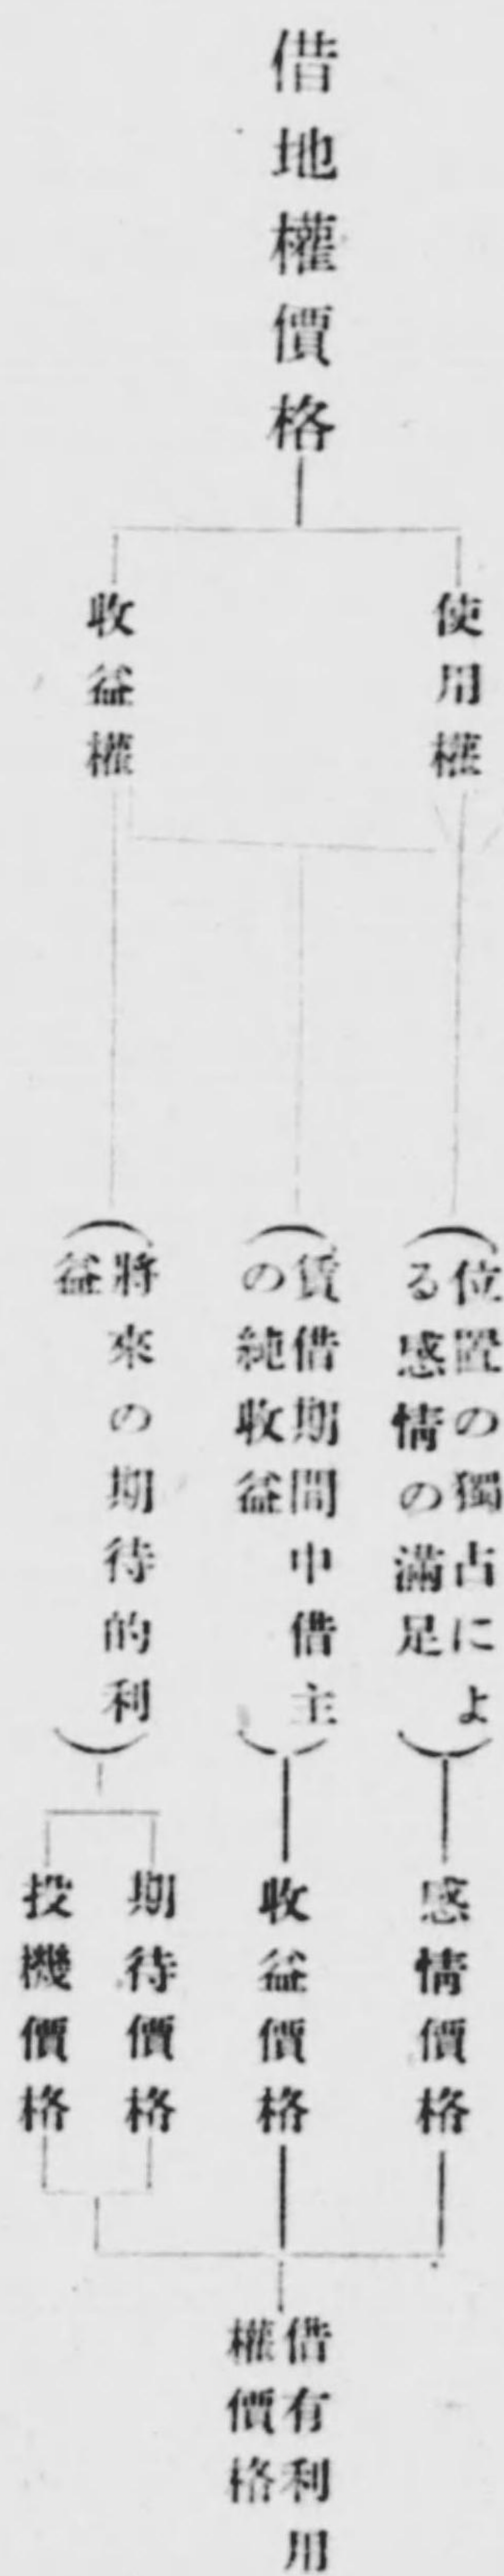 借地權價格
使用權
收益權
（位置の獨占によ
る感情の滿足）
（賃借期間中借主
の純收益）
（將來の期待的利
益）
感情價格
收益價格
期待價格
投機價格
借有利用
權價格